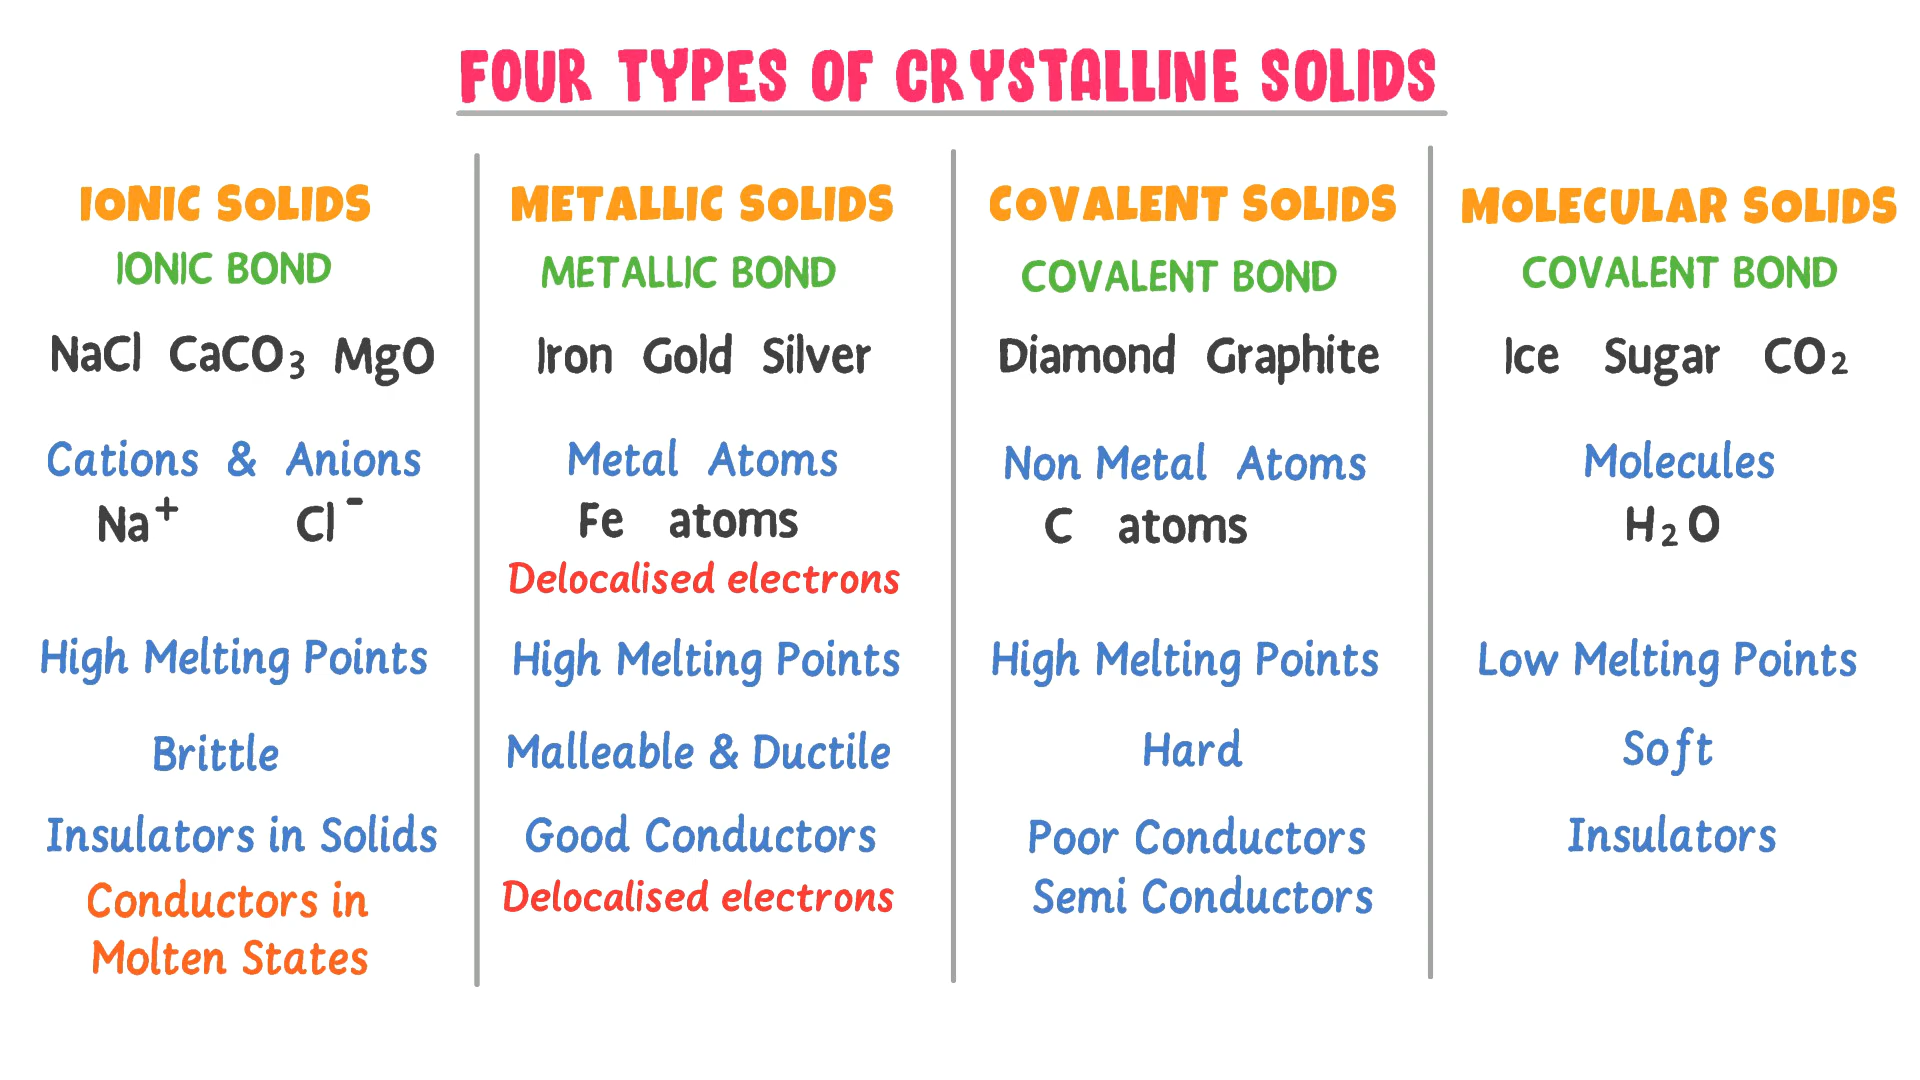 FOUR TYPES OF CRYSTALLINE SOLIDS
IONIC SOLIDS
IONIC BOND
NaCl CaCO₃ MgO
Cations & Anions
Na⁺ Cl⁻
High Melting Points
Brittle
Insulators in Solids
Conductors in
Molten States
METALLIC SOLIDS
METALLIC BOND
Iron Gold Silver
Metal Atoms
Fe atoms
Delocalised electrons
High Melting Points
Malleable & Ductile
Good Conductors
Delocalised electrons
COVALENT SOLIDS
COVALENT BOND
Diamond Graphite
Non Metal Atoms
C atoms
High Melting Points
Hard
Poor Conductors
Semi Conductors
MOLECULAR SOLIDS
COVALENT BOND
Ice Sugar CO₂
Molecules
H₂O
Low Melting Points
Soft
Insulators